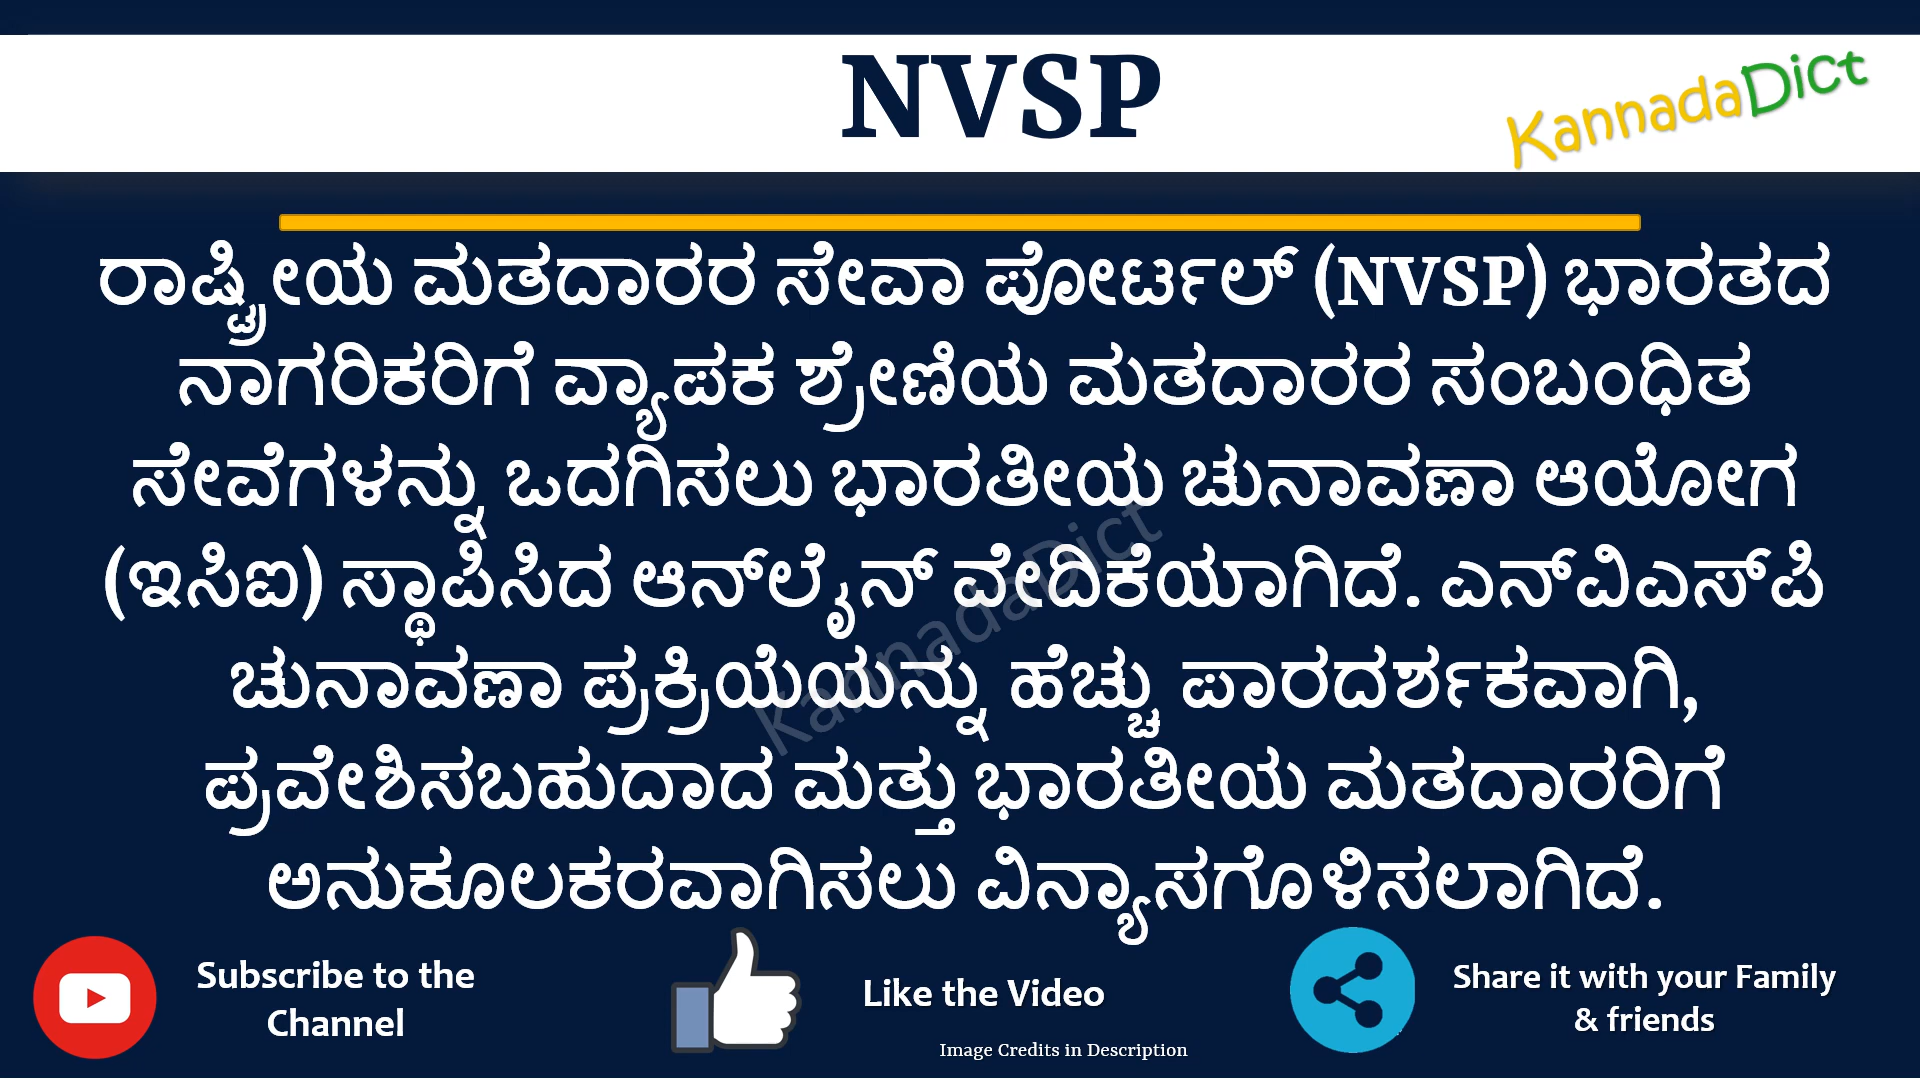 NVSP
KannadaDict
ರಾಷ್ಟ್ರೀಯ ಮತದಾರರ ಸೇವಾ ಪೋರ್ಟಲ್ (NVSP) ಭಾರತದ
ನಾಗರಿಕರಿಗೆ ವ್ಯಾಪಕ ಶ್ರೇಣಿಯ ಮತದಾರರ ಸಂಬಂಧಿತ
ಸೇವೆಗಳನ್ನು ಒದಗಿಸಲು ಭಾರತೀಯ ಚುನಾವಣಾ ಆಯೋಗ
(ಇಸಿಐ) ಸ್ಥಾಪಿಸಿದ ಆನ್‌ಲೈನ್ ವೇದಿಕೆಯಾಗಿದೆ. ಎನ್‌ವಿಎಸ್‌ಪಿ
ಚುನಾವಣಾ ಪ್ರಕ್ರಿಯೆಯನ್ನು ಹೆಚ್ಚು ಪಾರದರ್ಶಕವಾಗಿ,
ಪ್ರವೇಶಿಸಬಹುದಾದ ಮತ್ತು ಭಾರತೀಯ ಮತದಾರರಿಗೆ
ಅನುಕೂಲಕರವಾಗಿಸಲು ವಿನ್ಯಾಸಗೊಳಿಸಲಾಗಿದೆ.
KannadaDict
Subscribe to the
Channel
Like the Video
Share it with your Family
& friends
Image Credits in Description